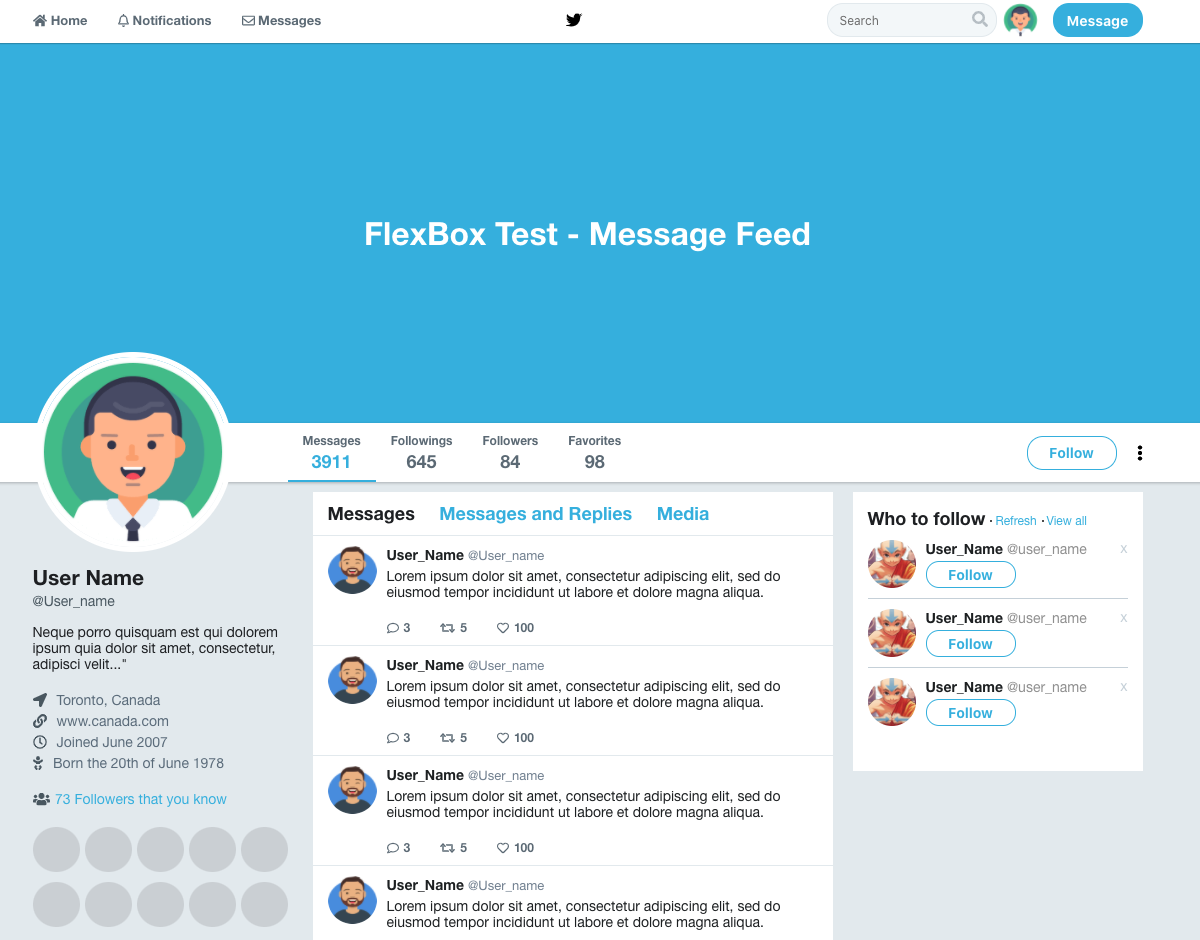 Home Notifications Messages Search Message
FlexBox Test - Message Feed
Messages Followings Followers Favorites
3911 645 84 98
Follow
User Name
@User_name
Neque porro quisquam est qui dolorem
ipsum quia dolor sit amet, consectetur,
adipisci velit..."
Toronto, Canada
www.canada.com
Joined June 2007
Born the 20th of June 1978
73 Followers that you know
Messages Messages and Replies Media
User_Name @User_name
Lorem ipsum dolor sit amet, consectetur adipiscing elit, sed do
eiusmod tempor incididunt ut labore et dolore magna aliqua.
3 5 100
User_Name @User_name
Lorem ipsum dolor sit amet, consectetur adipiscing elit, sed do
eiusmod tempor incididunt ut labore et dolore magna aliqua.
3 5 100
User_Name @User_name
Lorem ipsum dolor sit amet, consectetur adipiscing elit, sed do
eiusmod tempor incididunt ut labore et dolore magna aliqua.
3 5 100
User_Name @User_name
Lorem ipsum dolor sit amet, consectetur adipiscing elit, sed do
eiusmod tempor incididunt ut labore et dolore magna aliqua.
Who to follow · Refresh · View all
User_Name @user_name x
Follow
User_Name @user_name x
Follow
User_Name @user_name x
Follow